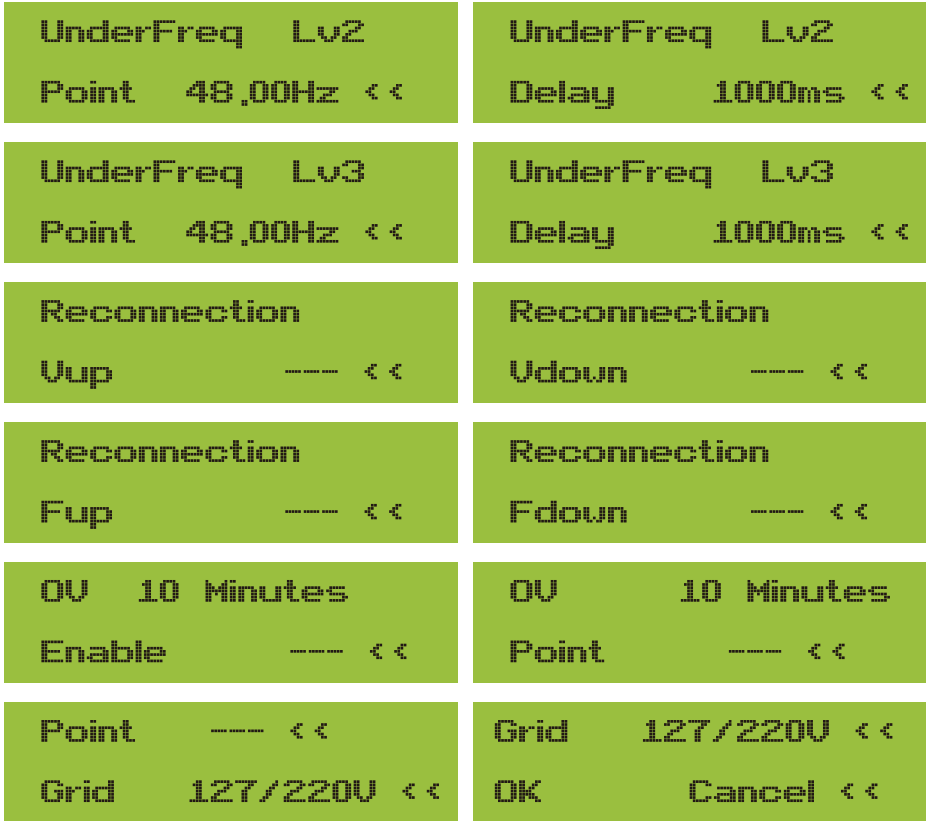 UnderFreq Lv2
Point 48.00Hz <<
UnderFreq Lv2
Delay 1000ms <<
UnderFreq Lv3
Point 48.00Hz <<
UnderFreq Lv3
Delay 1000ms <<
Reconnection
Vup --- <<
Reconnection
Vdown --- <<
Reconnection
Fup --- <<
Reconnection
Fdown --- <<
OV 10 Minutes
Enable --- <<
OV 10 Minutes
Point --- <<
Point --- <<
Grid 127/220V <<
Grid 127/220V <<
OK Cancel <<